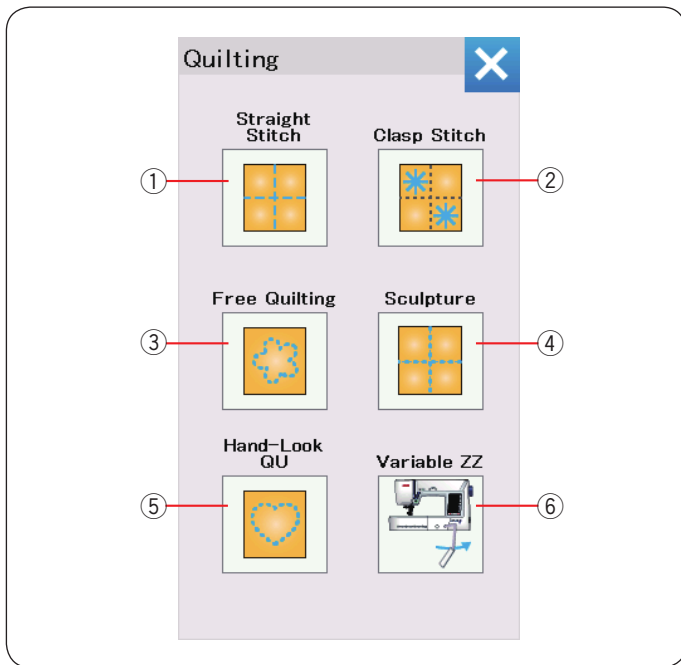 Quilting
Straight
Stitch
Clasp Stitch
①
②
Free Quilting
Sculpture
③
④
Hand-Look
QU
Variable ZZ
⑤
⑥